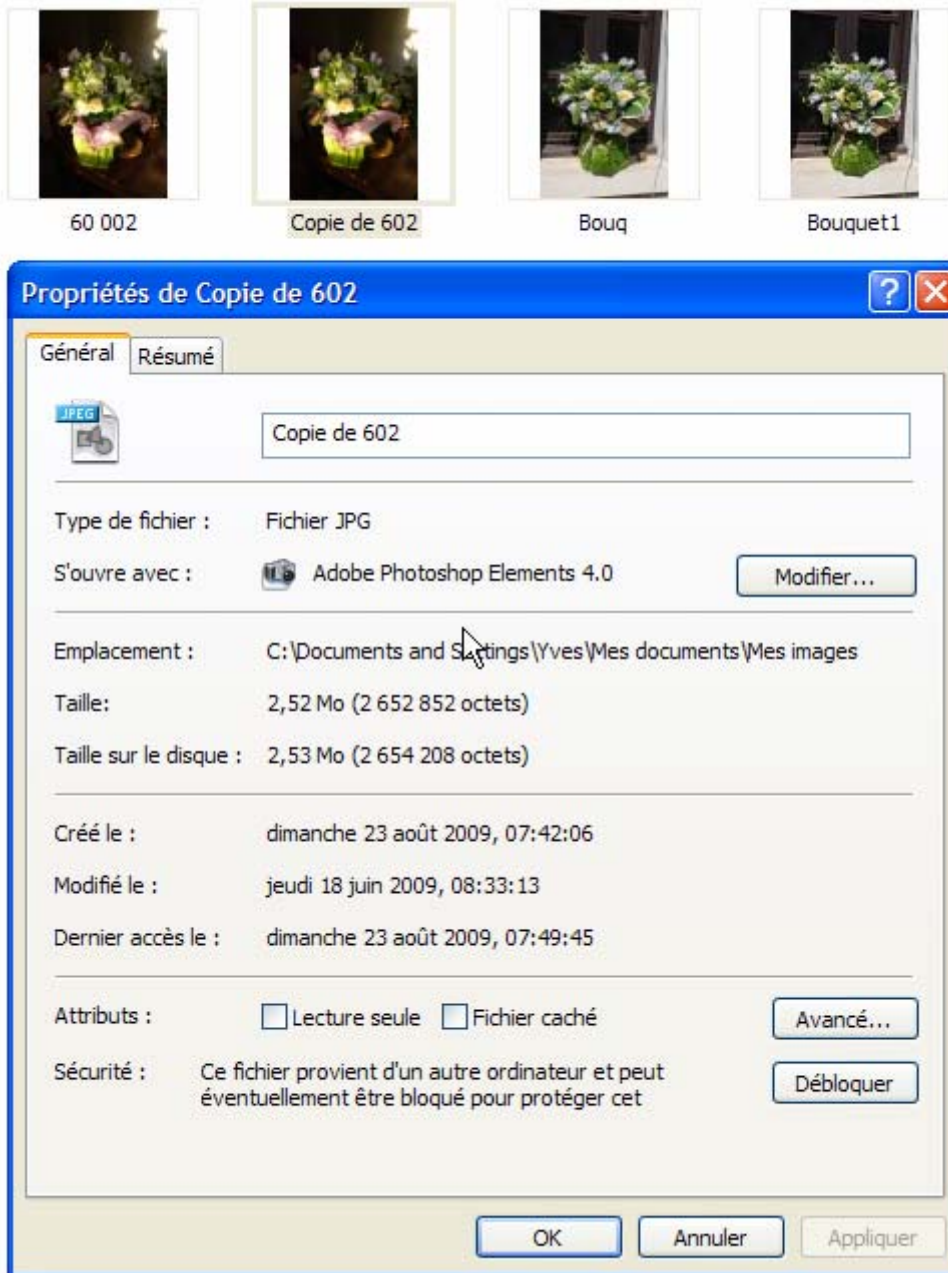 60 002
Copie de 602
Bouq
Bouquet1
Propriétés de Copie de 602
?
Général
Résumé
JPEG
Copie de 602
Type de fichier :
Fichier JPG
S'ouvre avec :
Adobe Photoshop Elements 4.0
Modifier...
Emplacement :
C:\Documents and Settings\Yves\Mes documents\Mes images
Taille:
2,52 Mo (2 652 852 octets)
Taille sur le disque :
2,53 Mo (2 654 208 octets)
Créé le :
dimanche 23 août 2009, 07:42:06
Modifié le :
jeudi 18 juin 2009, 08:33:13
Dernier accès le :
dimanche 23 août 2009, 07:49:45
Attributs :
Lecture seule
Fichier caché
Avancé...
Sécurité :
Ce fichier provient d'un autre ordinateur et peut
éventuellement être bloqué pour protéger cet
Débloquer
OK
Annuler
Appliquer